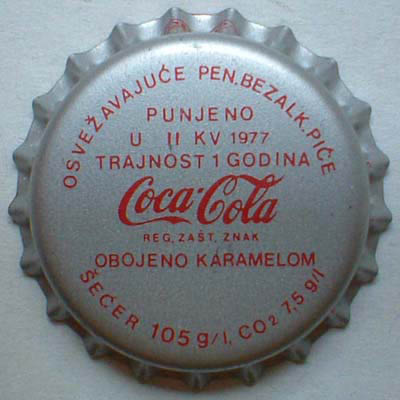 OSVEŽAVAJUĆE PEN. BEZALK. PIĆE
PUNJENO
U II KV 1977
TRAJNOST 1 GODINA
Coca-Cola
REG. ZAŠT. ZNAK
OBOJENO KARAMELOM
ŠEĆER 105 g/l, CO2 7,5 g/l